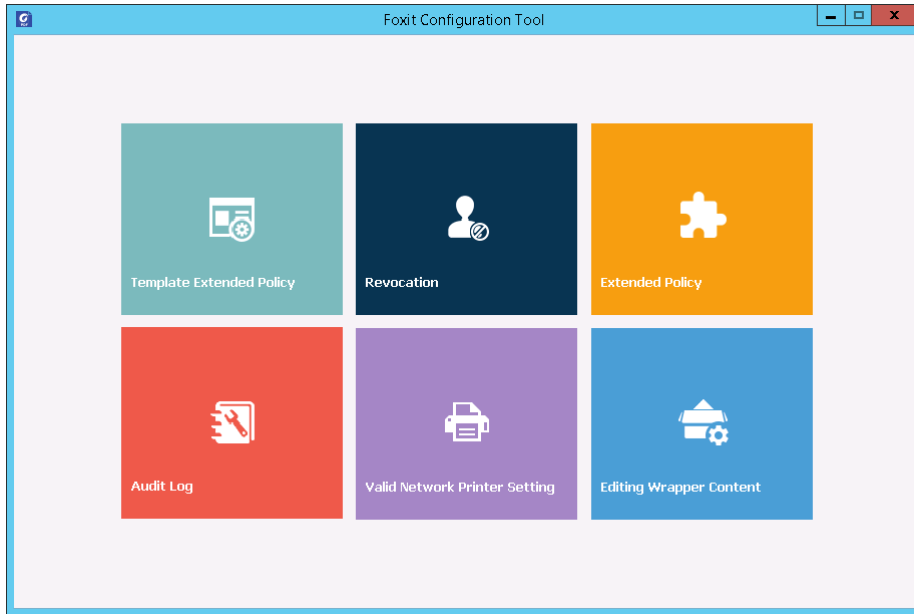 Foxit Configuration Tool
Template Extended Policy
Revocation
Extended Policy
Audit Log
Valid Network Printer Setting
Editing Wrapper Content